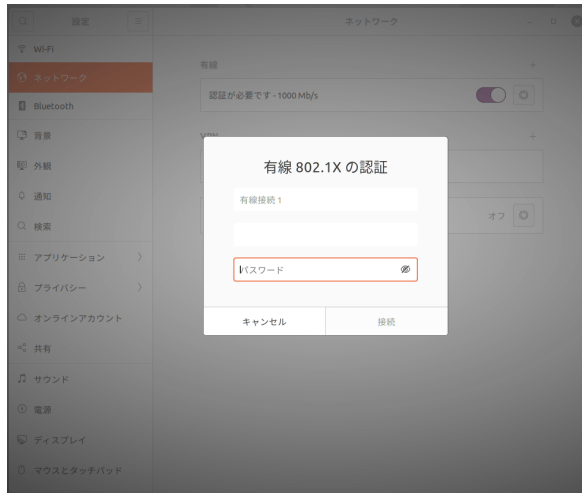 設定
ネットワーク
Wi-Fi
ネットワーク
Bluetooth
背景
外観
通知
検索
アプリケーション
プライバシー
オンラインアカウント
共有
サウンド
電源
ディスプレイ
マウスとタッチパッド
有線
認証が必要です - 1000 Mb/s
VPN
オフ
有線 802.1X の認証
有線接続 1
パスワード
キャンセル
接続